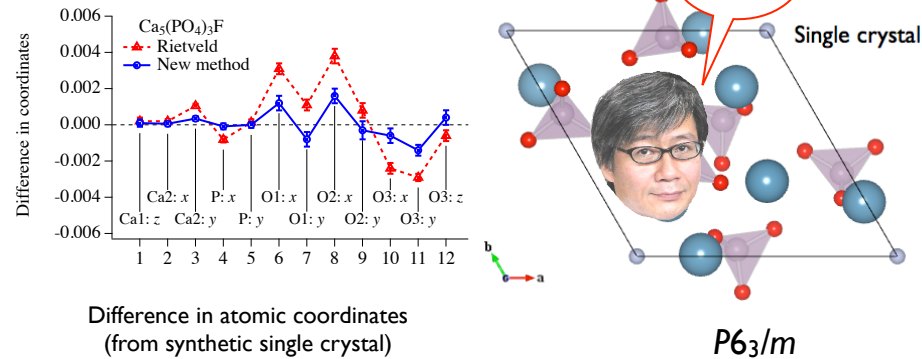 Ca₅(PO₄)₃F
Rietveld
New method
Difference in coordinates
0.006
0.004
0.002
0.000
-0.002
-0.004
-0.006
Ca1: z
Ca2: x
Ca2: y
P: x
P: y
O1: x
O1: y
O2: x
O2: y
O3: x
O3: y
O3: z
1 2 3 4 5 6 7 8 9 10 11 12
Difference in atomic coordinates
(from synthetic single crystal)
Single crystal
b
a
P6₃/m